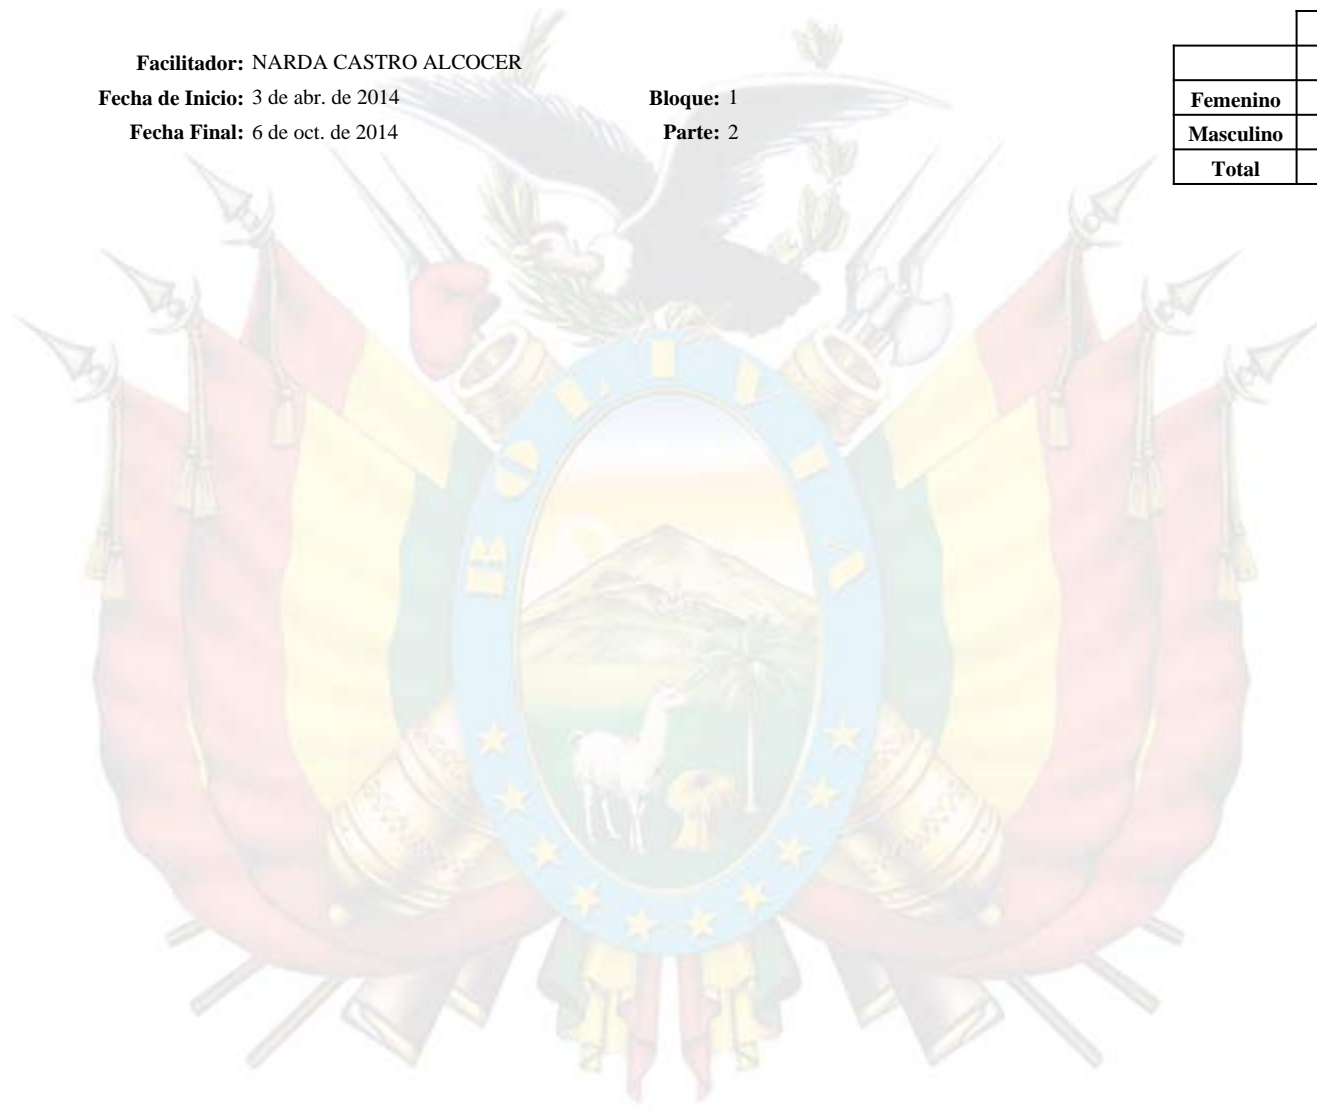 Facilitador: NARDA CASTRO ALCOCER
Fecha de Inicio: 3 de abr. de 2014 Bloque: 1
Fecha Final: 6 de oct. de 2014 Parte: 2
Femenino
Masculino
Total
BOLIVIA